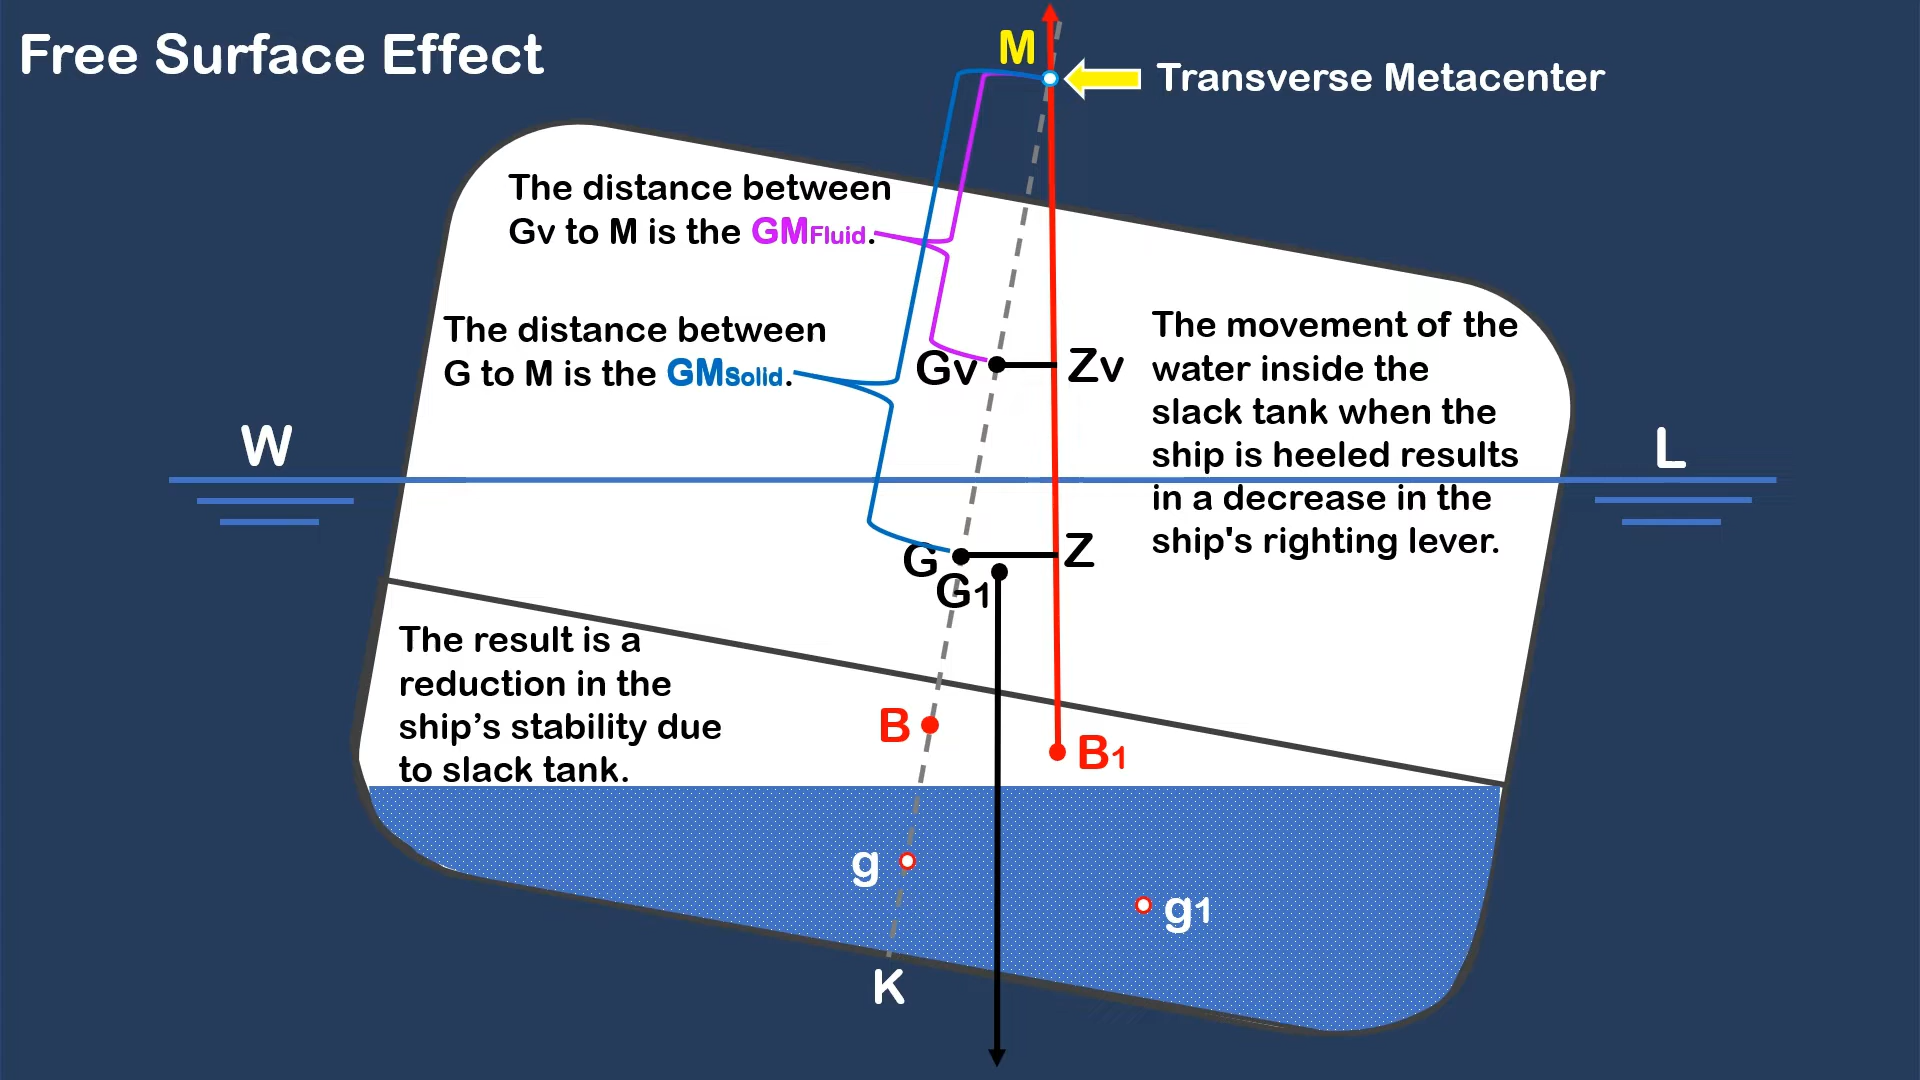 Free Surface Effect
M
Transverse Metacenter
The distance between
Gv to M is the GMFluid.
The distance between
G to M is the GMSolid.
Gv
Zv
The movement of the
water inside the
slack tank when the
ship is heeled results
in a decrease in the
ship's righting lever.
W
L
G
Z
G1
The result is a
reduction in the
ship’s stability due
to slack tank.
B
B1
g
g1
K